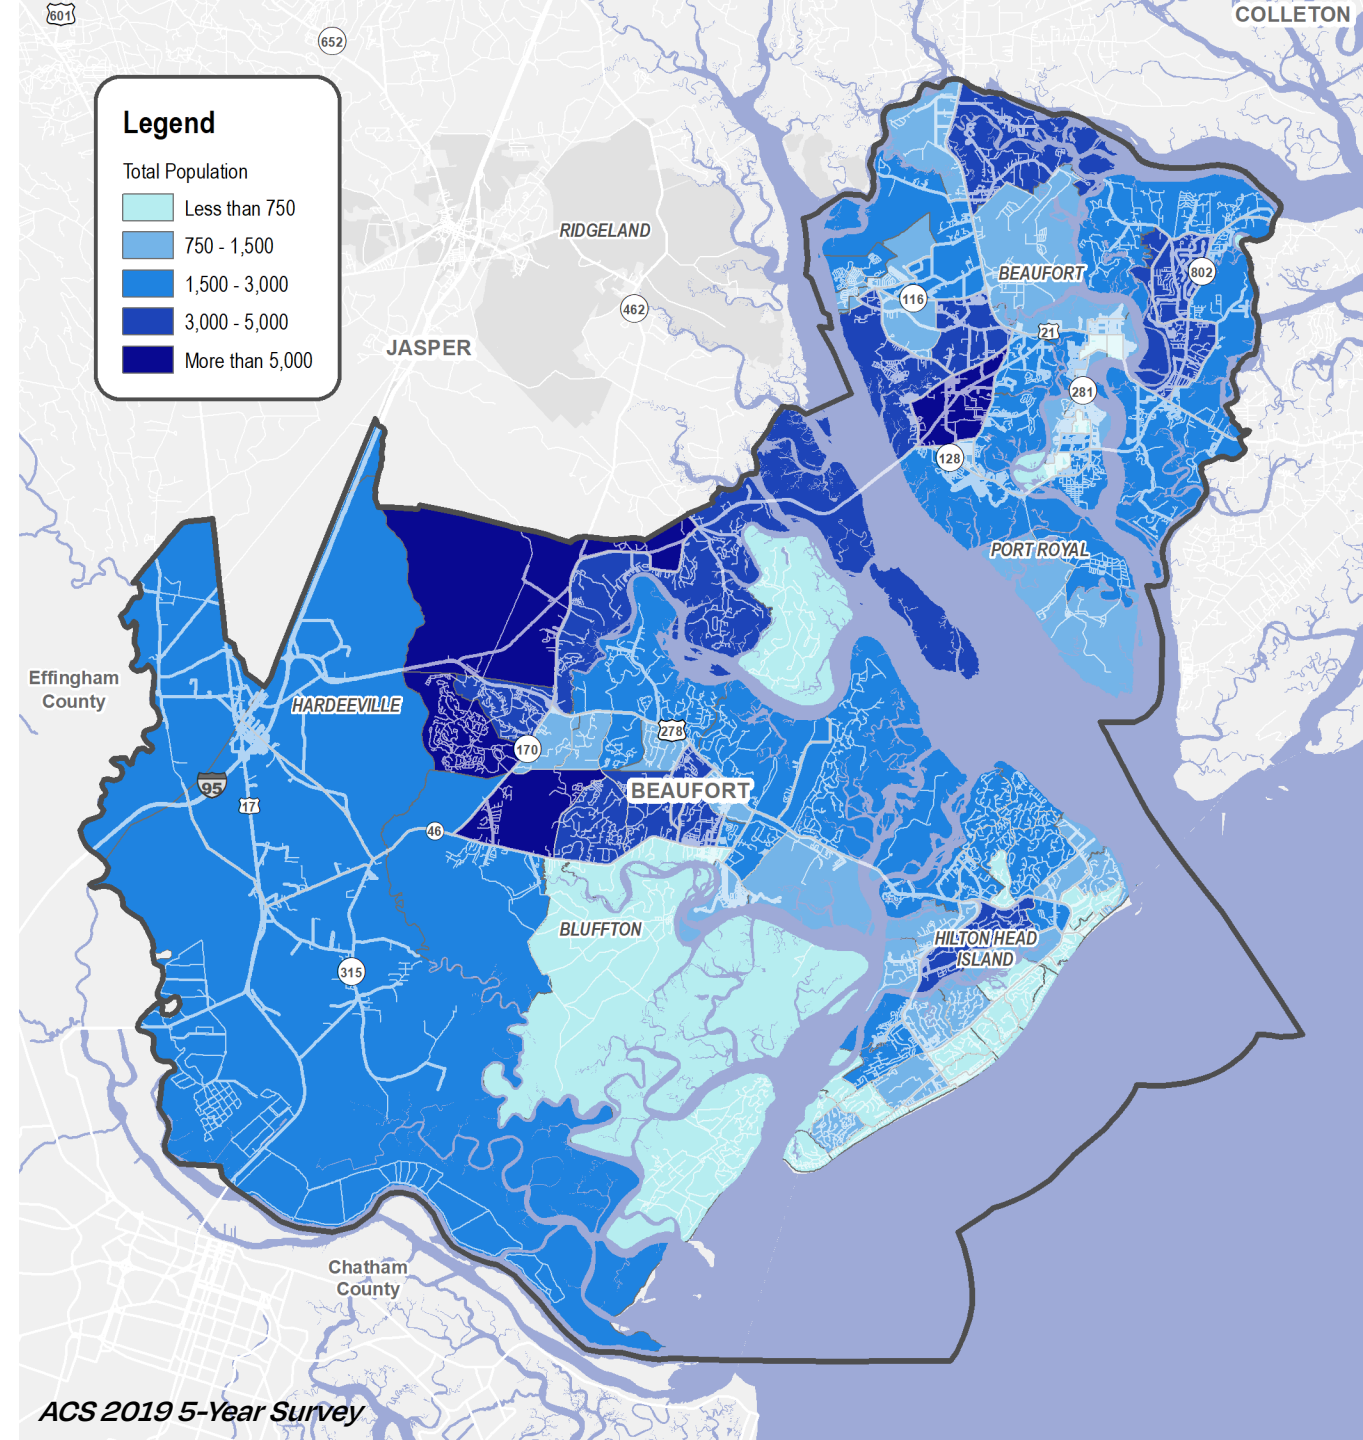 601
COLLETON
652
Legend
Total Population
Less than 750
750 - 1,500
1,500 - 3,000
3,000 - 5,000
More than 5,000
RIDGELAND
462
JASPER
BEAUFORT
802
116
21
281
128
PORT ROYAL
Effingham
County
HARDEEVILLE
278
170
95
17
BEAUFORT
46
BLUFFTON
HILTON HEAD
ISLAND
315
Chatham
County
ACS 2019 5-Year Survey